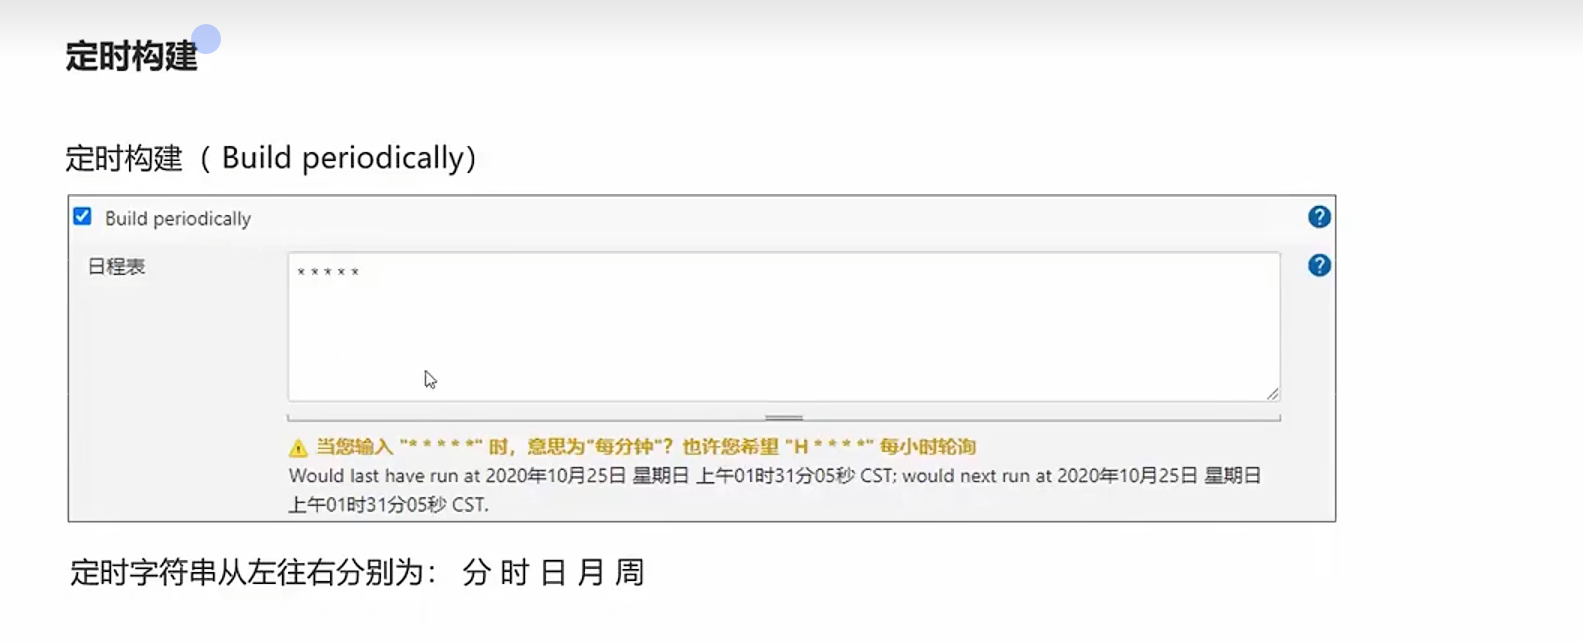 定时构建
定时构建（ Build periodically）
Build periodically
日程表
* * * * *
当您输入 "* * * * *" 时，意思为"每分钟"？也许您希望 "H * * * *" 每小时轮询
Would last have run at 2020年10月25日 星期日 上午01时31分05秒 CST; would next run at 2020年10月25日 星期日
上午01时31分05秒 CST.
定时字符串从左往右分别为： 分 时 日 月 周